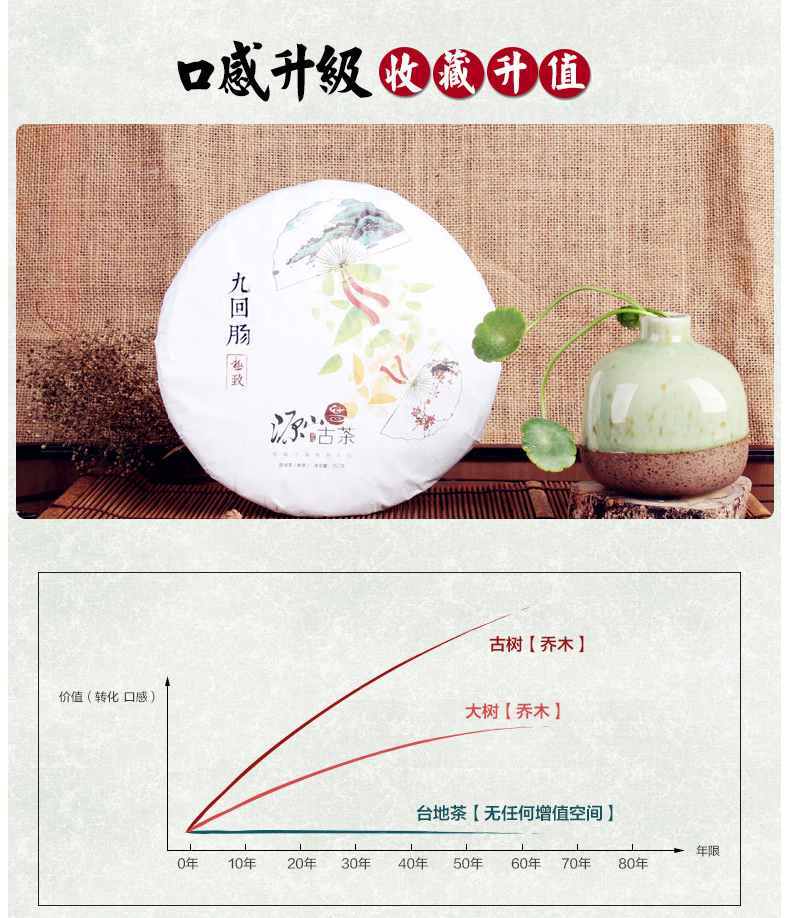 口感升級 收藏升值
九回肠
極致
源心古茶
价值（转化 口感）
古树【乔木】
大树【乔木】
台地茶【无任何增值空间】
0年 10年 20年 30年 40年 50年 60年 70年 80年 年限